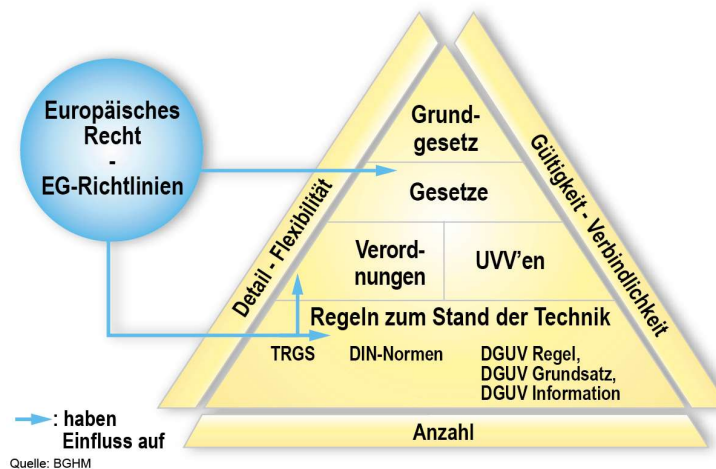 Europäisches
Recht
-
EG-Richtlinien
Detail - Flexibilität
Gültigkeit - Verbindlichkeit
Grund-
gesetz
Gesetze
Verord-
nungen
UVV'en
Regeln zum Stand der Technik
TRGS
DIN-Normen
DGUV Regel,
DGUV Grundsatz,
DGUV Information
Anzahl
: haben
Einfluss auf
Quelle: BGHM